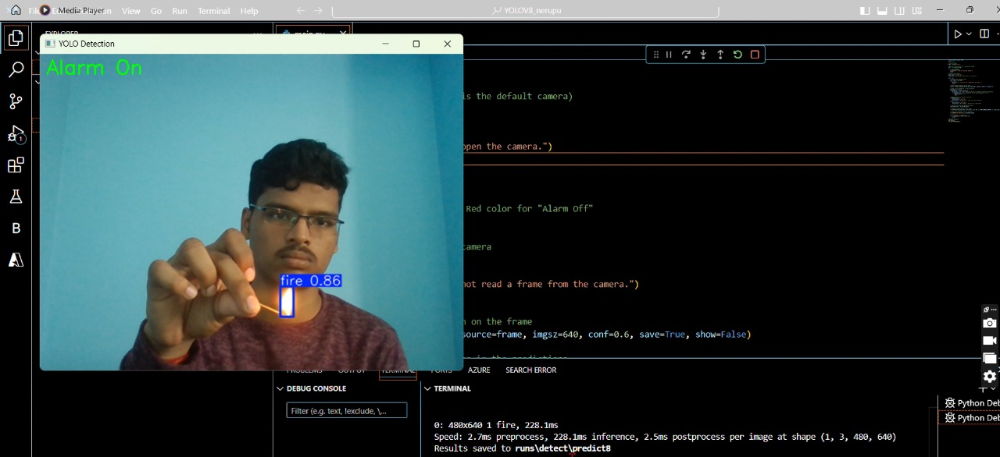 File Media Player View Go Run Terminal Help
YOLOV8_nerupu
EXPLORER
main.py
YOLO Detection
Alarm On
is the default camera)
open the camera.")
Red color for "Alarm Off"
camera
not read a frame from the camera.")
n on the frame
source=frame, imgsz=640, conf=0.6, save=True, show=False)
fire 0.86
1
B
PROBLEMS OUTPUT TERMINAL PORTS AZURE SEARCH ERROR
DEBUG CONSOLE
TERMINAL
Filter (e.g. text, !exclude, \...
Python Deb
Python Deb
0: 480x640 1 fire, 228.1ms
Speed: 2.7ms preprocess, 228.1ms inference, 2.5ms postprocess per image at shape (1, 3, 480, 640)
Results saved to runs\detect\predict8